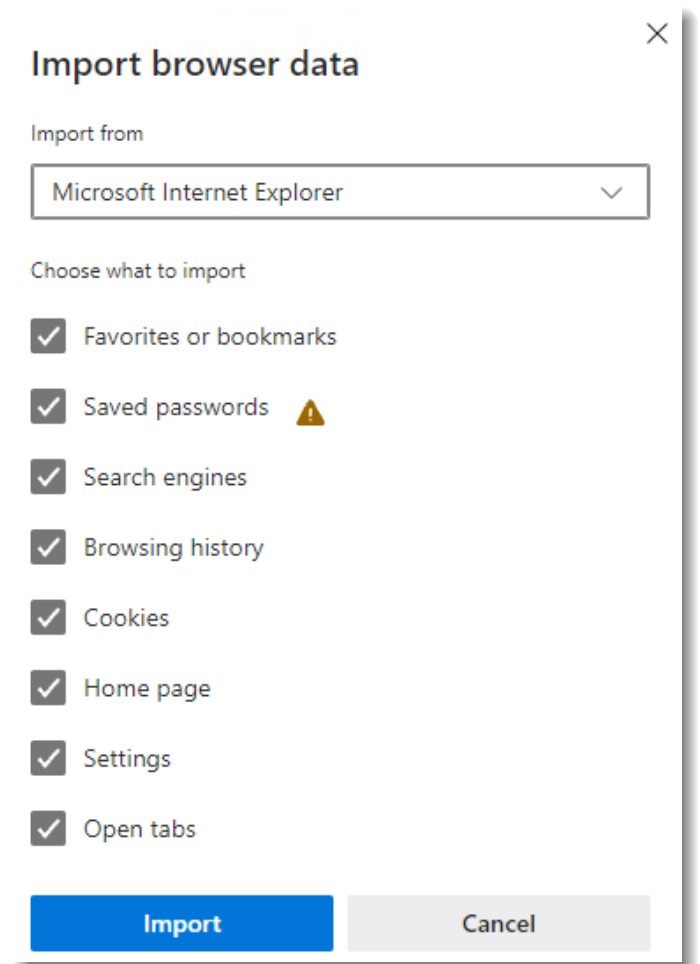 Import browser data
Import from
Microsoft Internet Explorer
Choose what to import
Favorites or bookmarks
Saved passwords
Search engines
Browsing history
Cookies
Home page
Settings
Open tabs
Import
Cancel